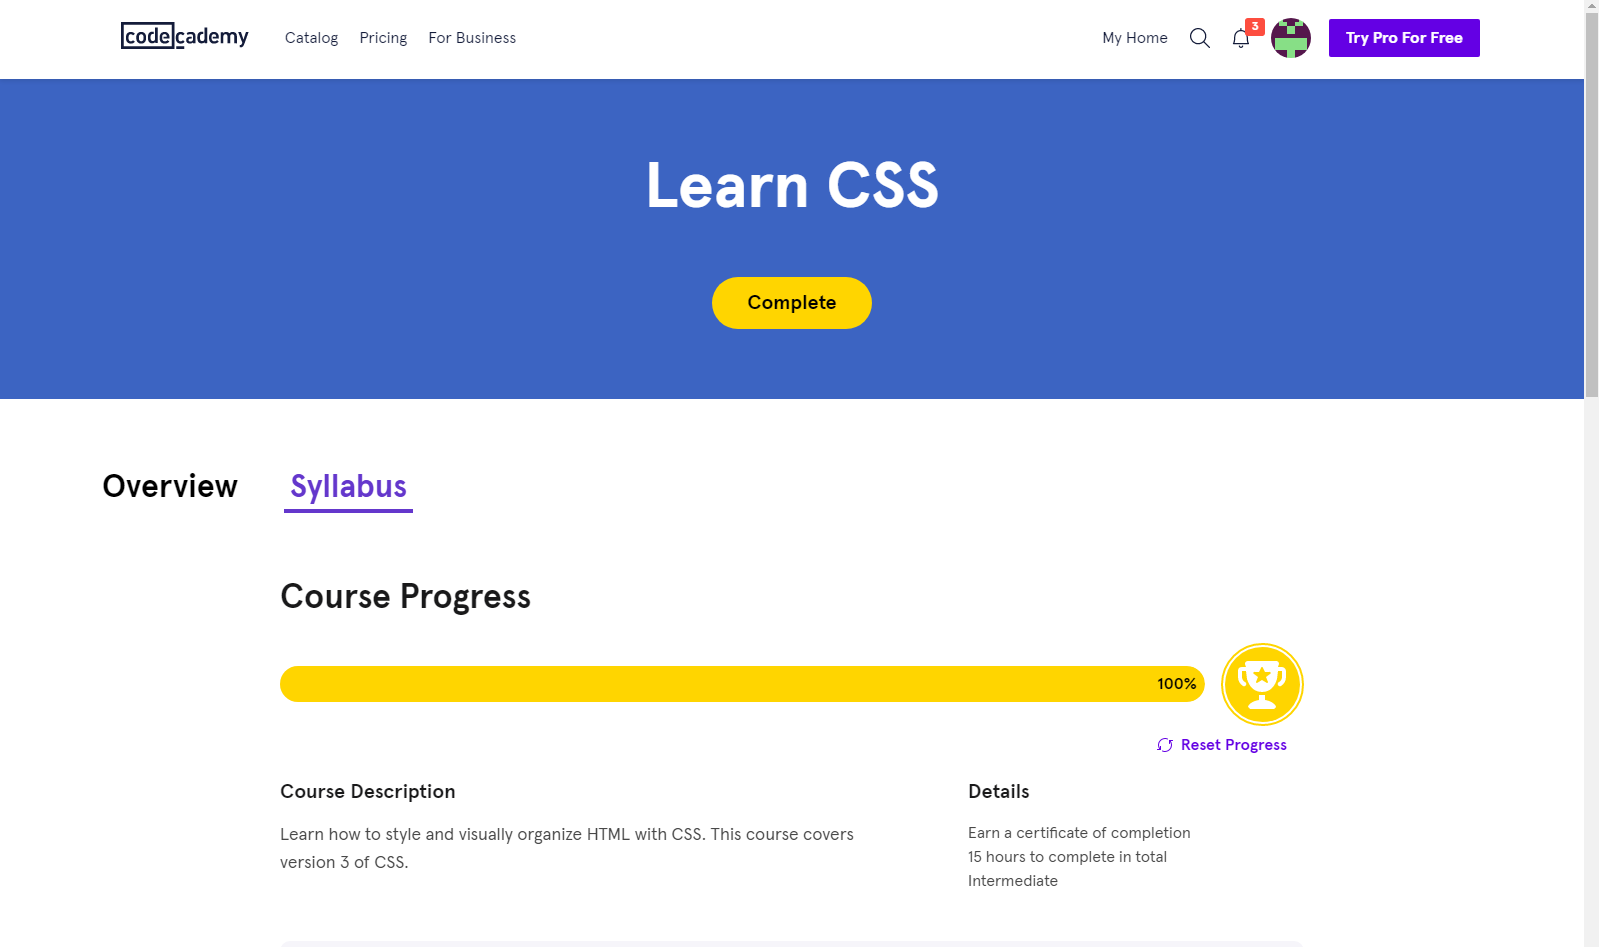 codecademy
Catalog Pricing For Business
My Home
3
Try Pro For Free
Learn CSS
Complete
Overview
Syllabus
Course Progress
100%
Reset Progress
Course Description
Learn how to style and visually organize HTML with CSS. This course covers
version 3 of CSS.
Details
Earn a certificate of completion
15 hours to complete in total
Intermediate